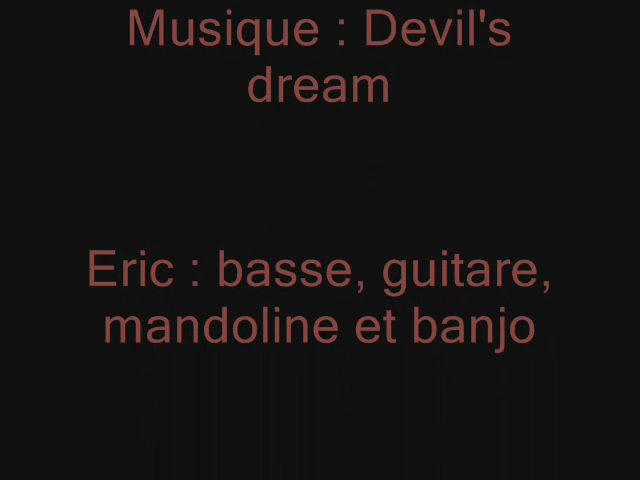 Musique : Devil's
dream
Eric : basse, guitare,
mandoline et banjo